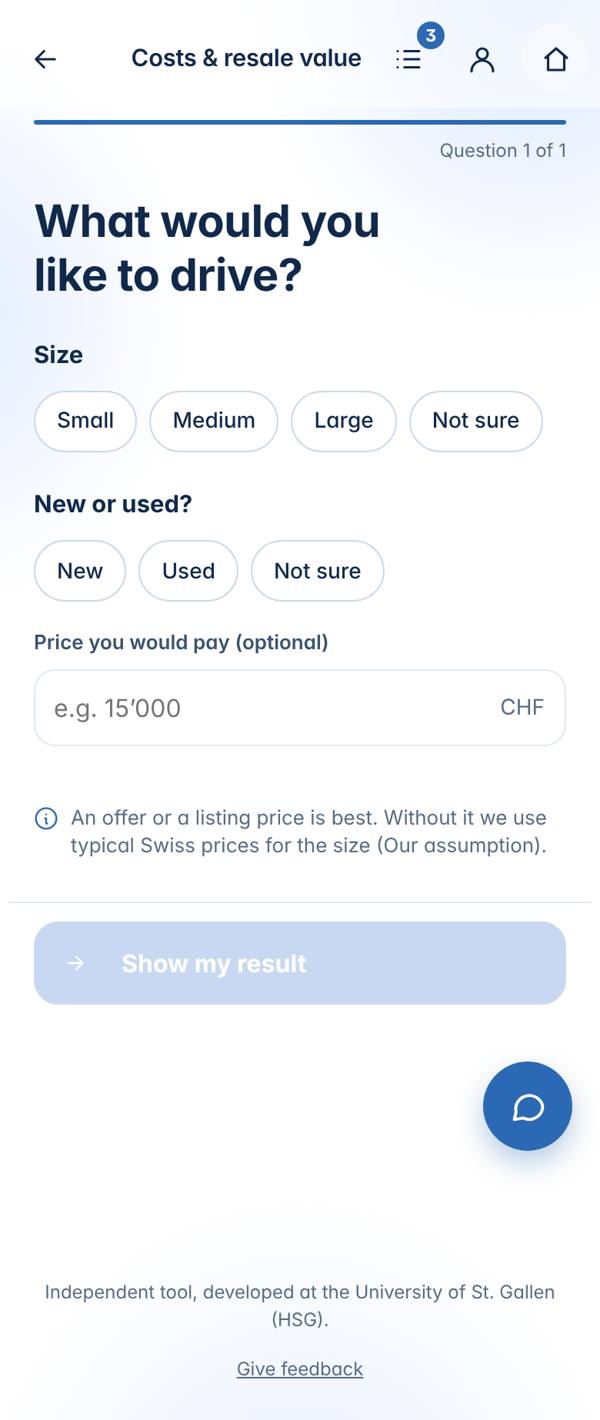 Costs & resale value
3
Question 1 of 1
What would you
like to drive?
Size
Small Medium Large Not sure
New or used?
New Used Not sure
Price you would pay (optional)
e.g. 15’000 CHF
An offer or a listing price is best. Without it we use
typical Swiss prices for the size (Our assumption).
Show my result
Independent tool, developed at the University of St. Gallen
(HSG).
Give feedback